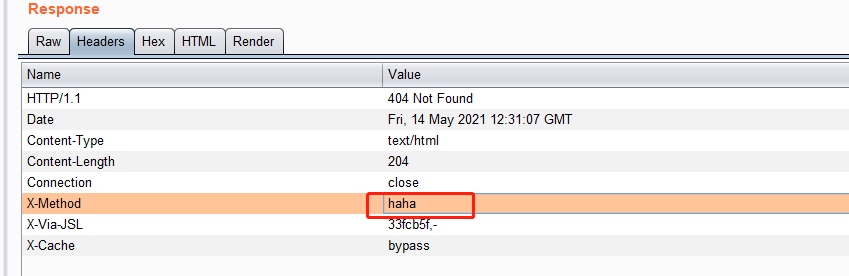 Response
Raw Headers Hex HTML Render
Name Value
HTTP/1.1 404 Not Found
Date Fri, 14 May 2021 12:31:07 GMT
Content-Type text/html
Content-Length 204
Connection close
X-Method haha
X-Via-JSL 33fcb5f,-
X-Cache bypass